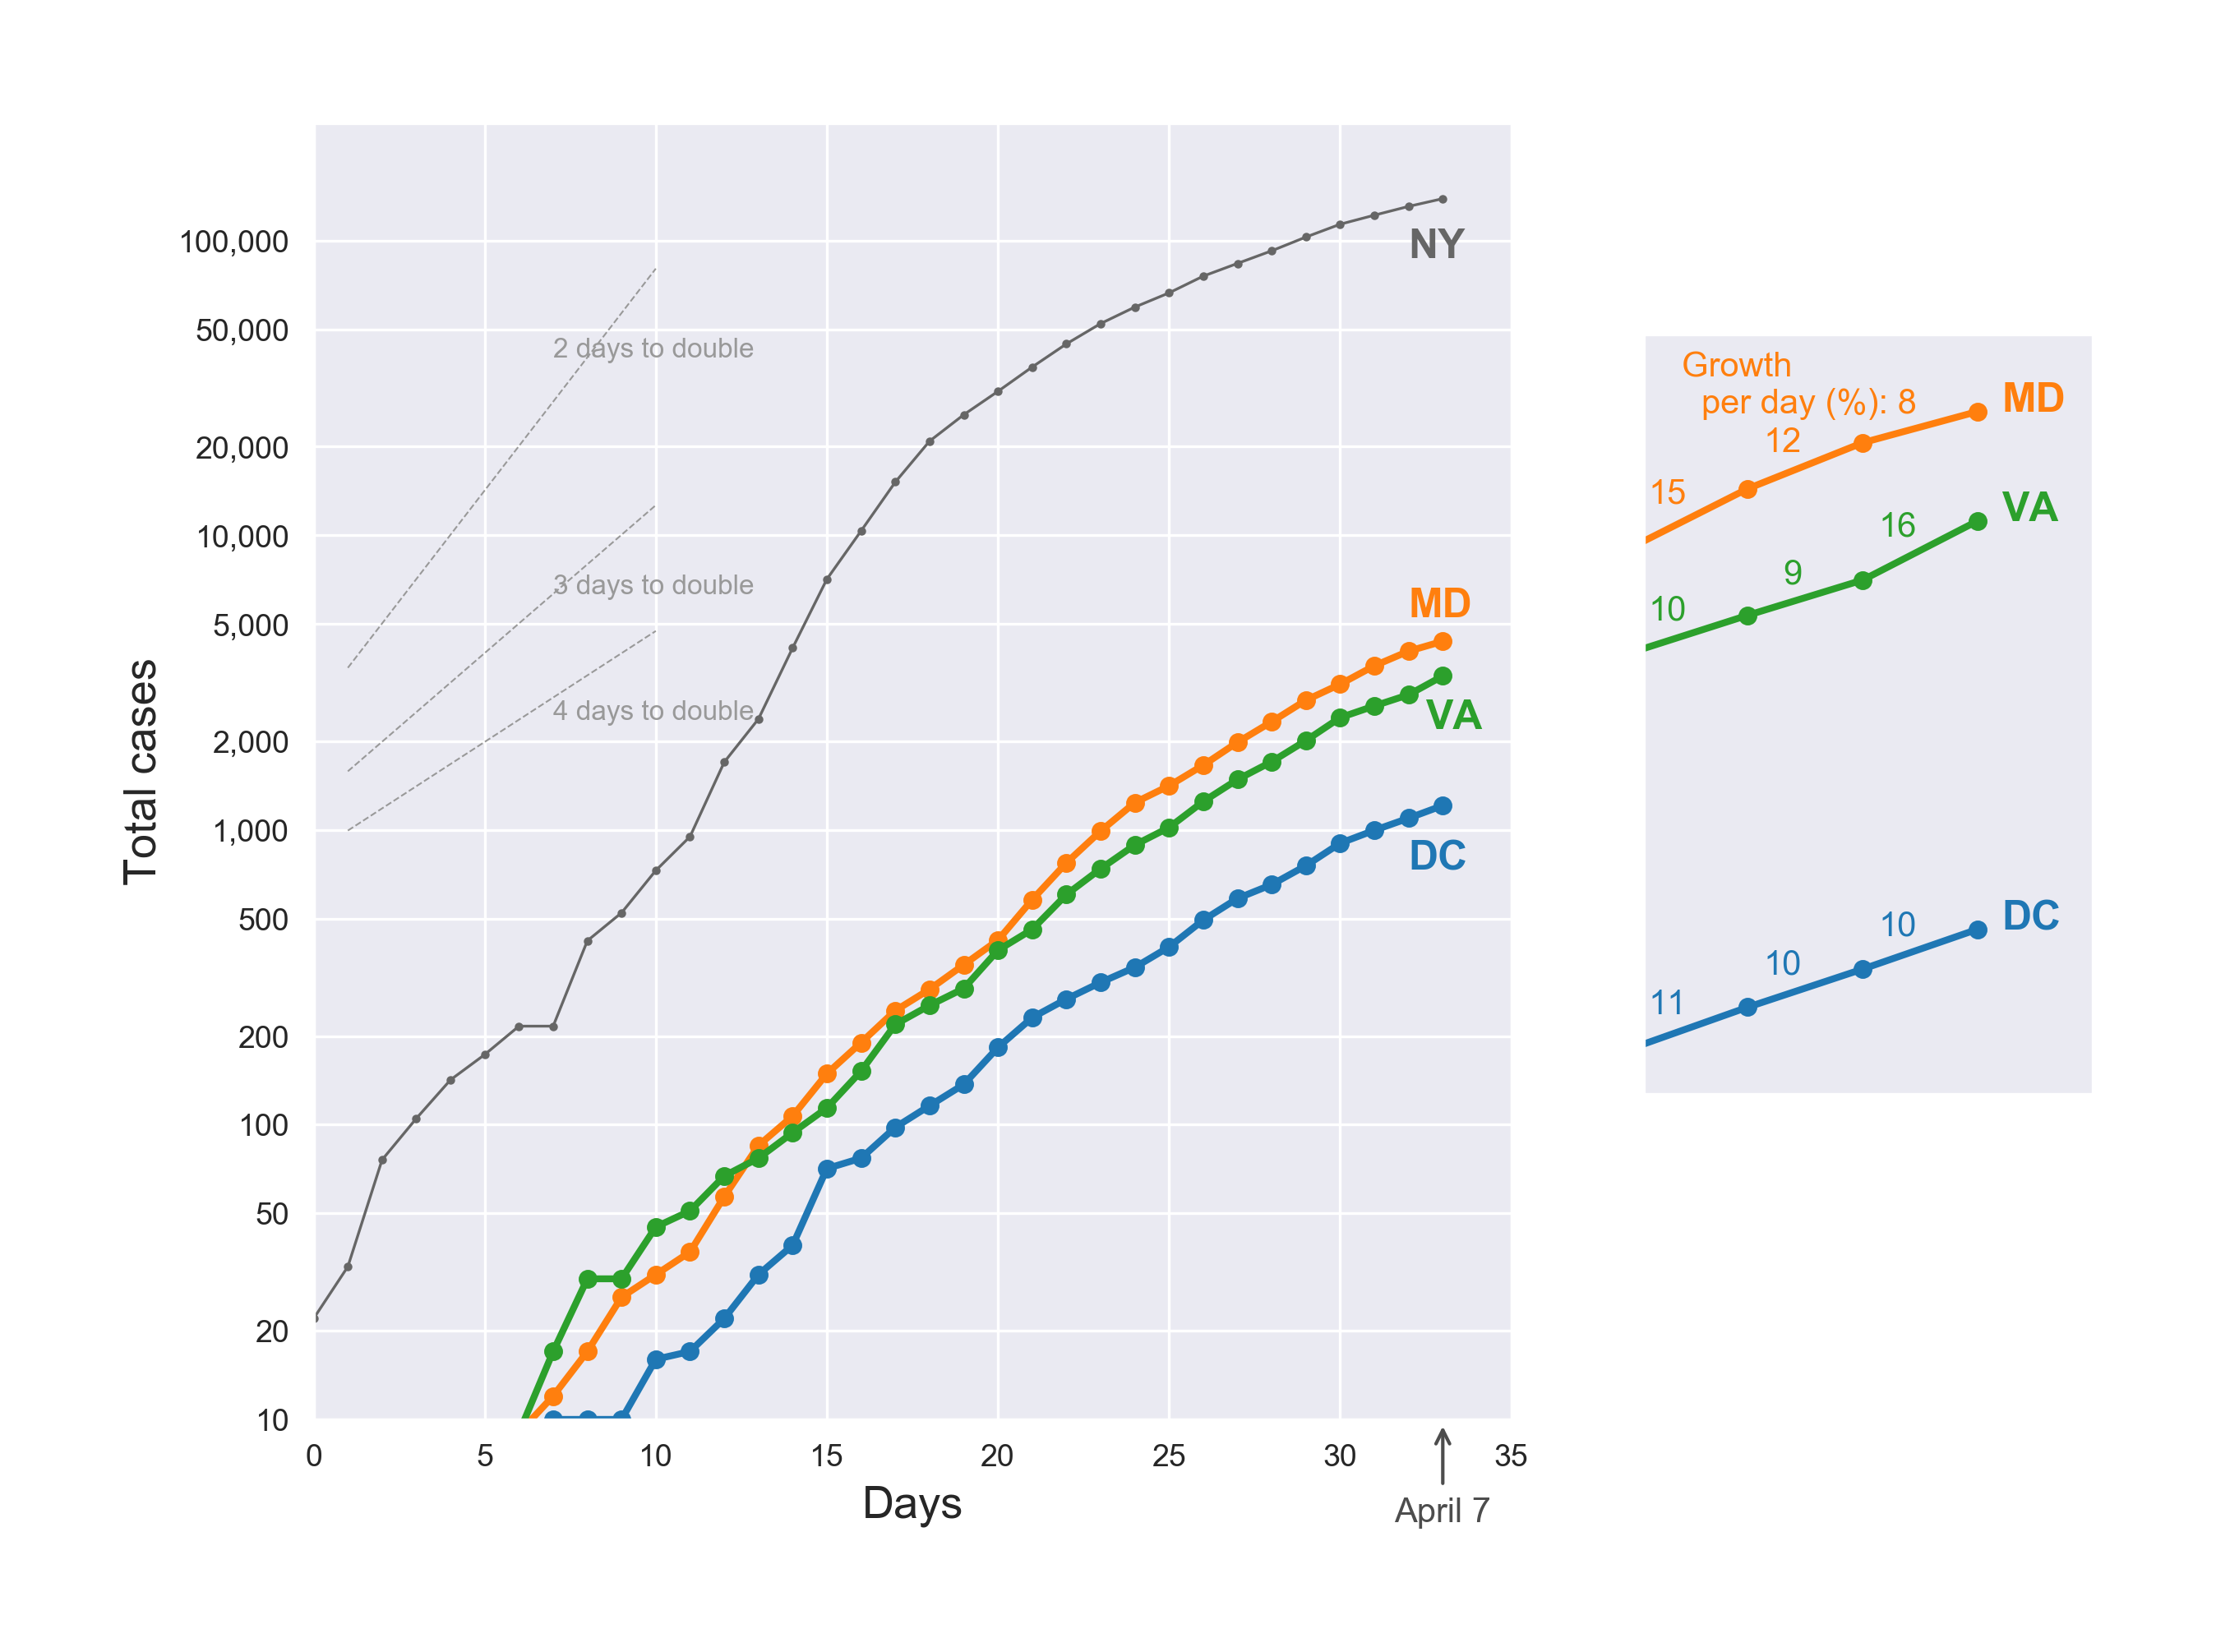 100,000
50,000
20,000
10,000
5,000
2,000
1,000
500
200
100
50
20
10
Total cases
0 5 10 15 20 25 30 35
Days
April 7
2 days to double
3 days to double
4 days to double
NY
MD
VA
DC
Growth
per day (%): 8
MD
12
15
VA
16
9
10
DC
10
10
11